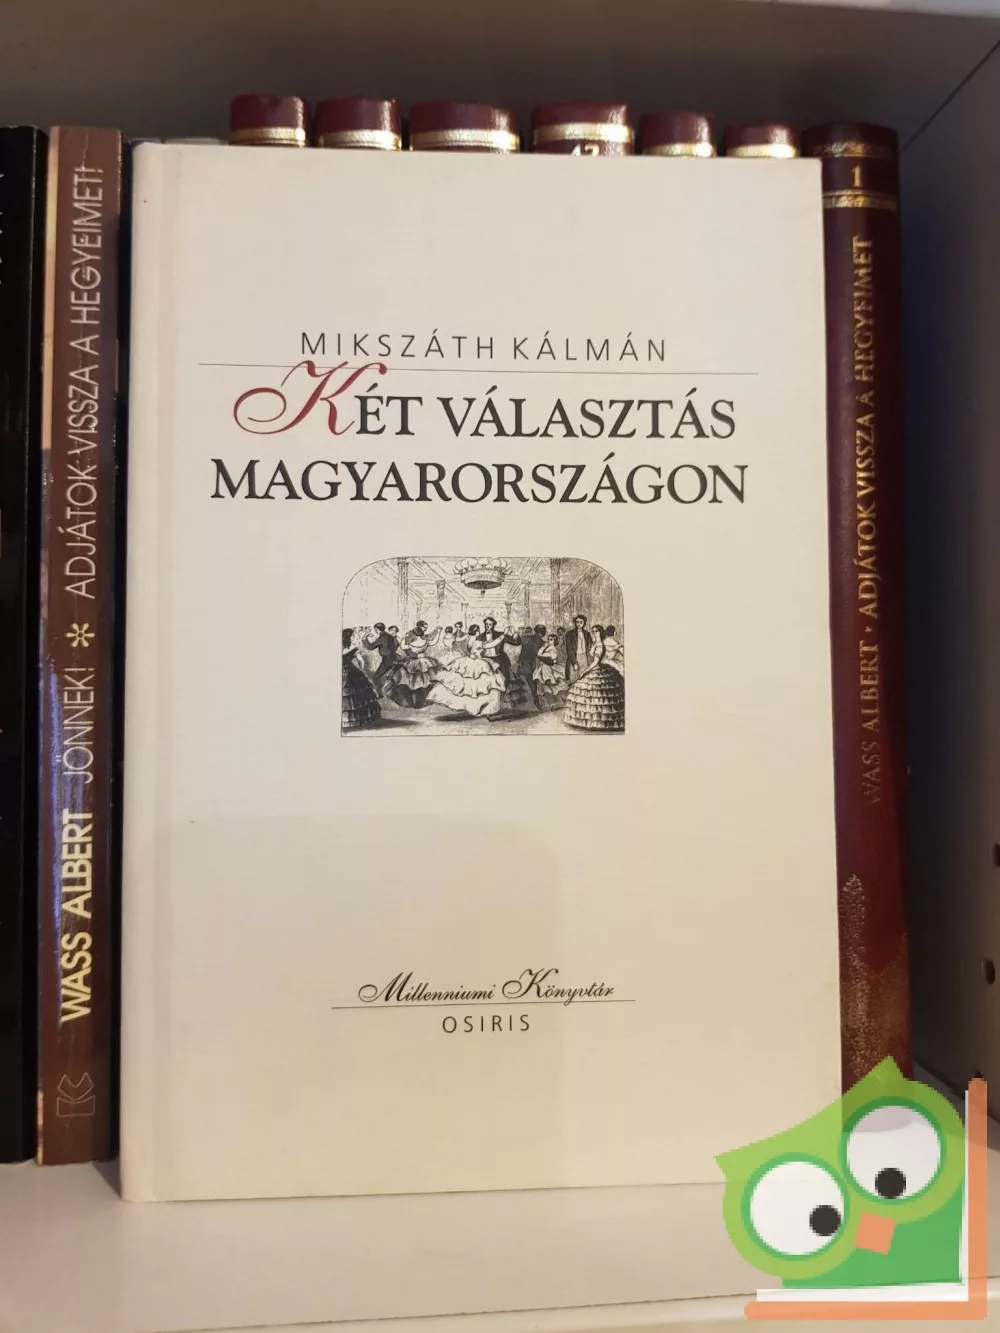 MIKSZÁTH KÁLMÁN
KÉT VÁLASZTÁS
MAGYARORSZÁGON
Millenniumi Könyvtár
OSIRIS
WASS ALBERT JÖNNEK! * ADJÁTOK VISSZA A HEGYEIMET!
1
WASS ALBERT • ADJÁTOK VISSZA A HEGYEIMET